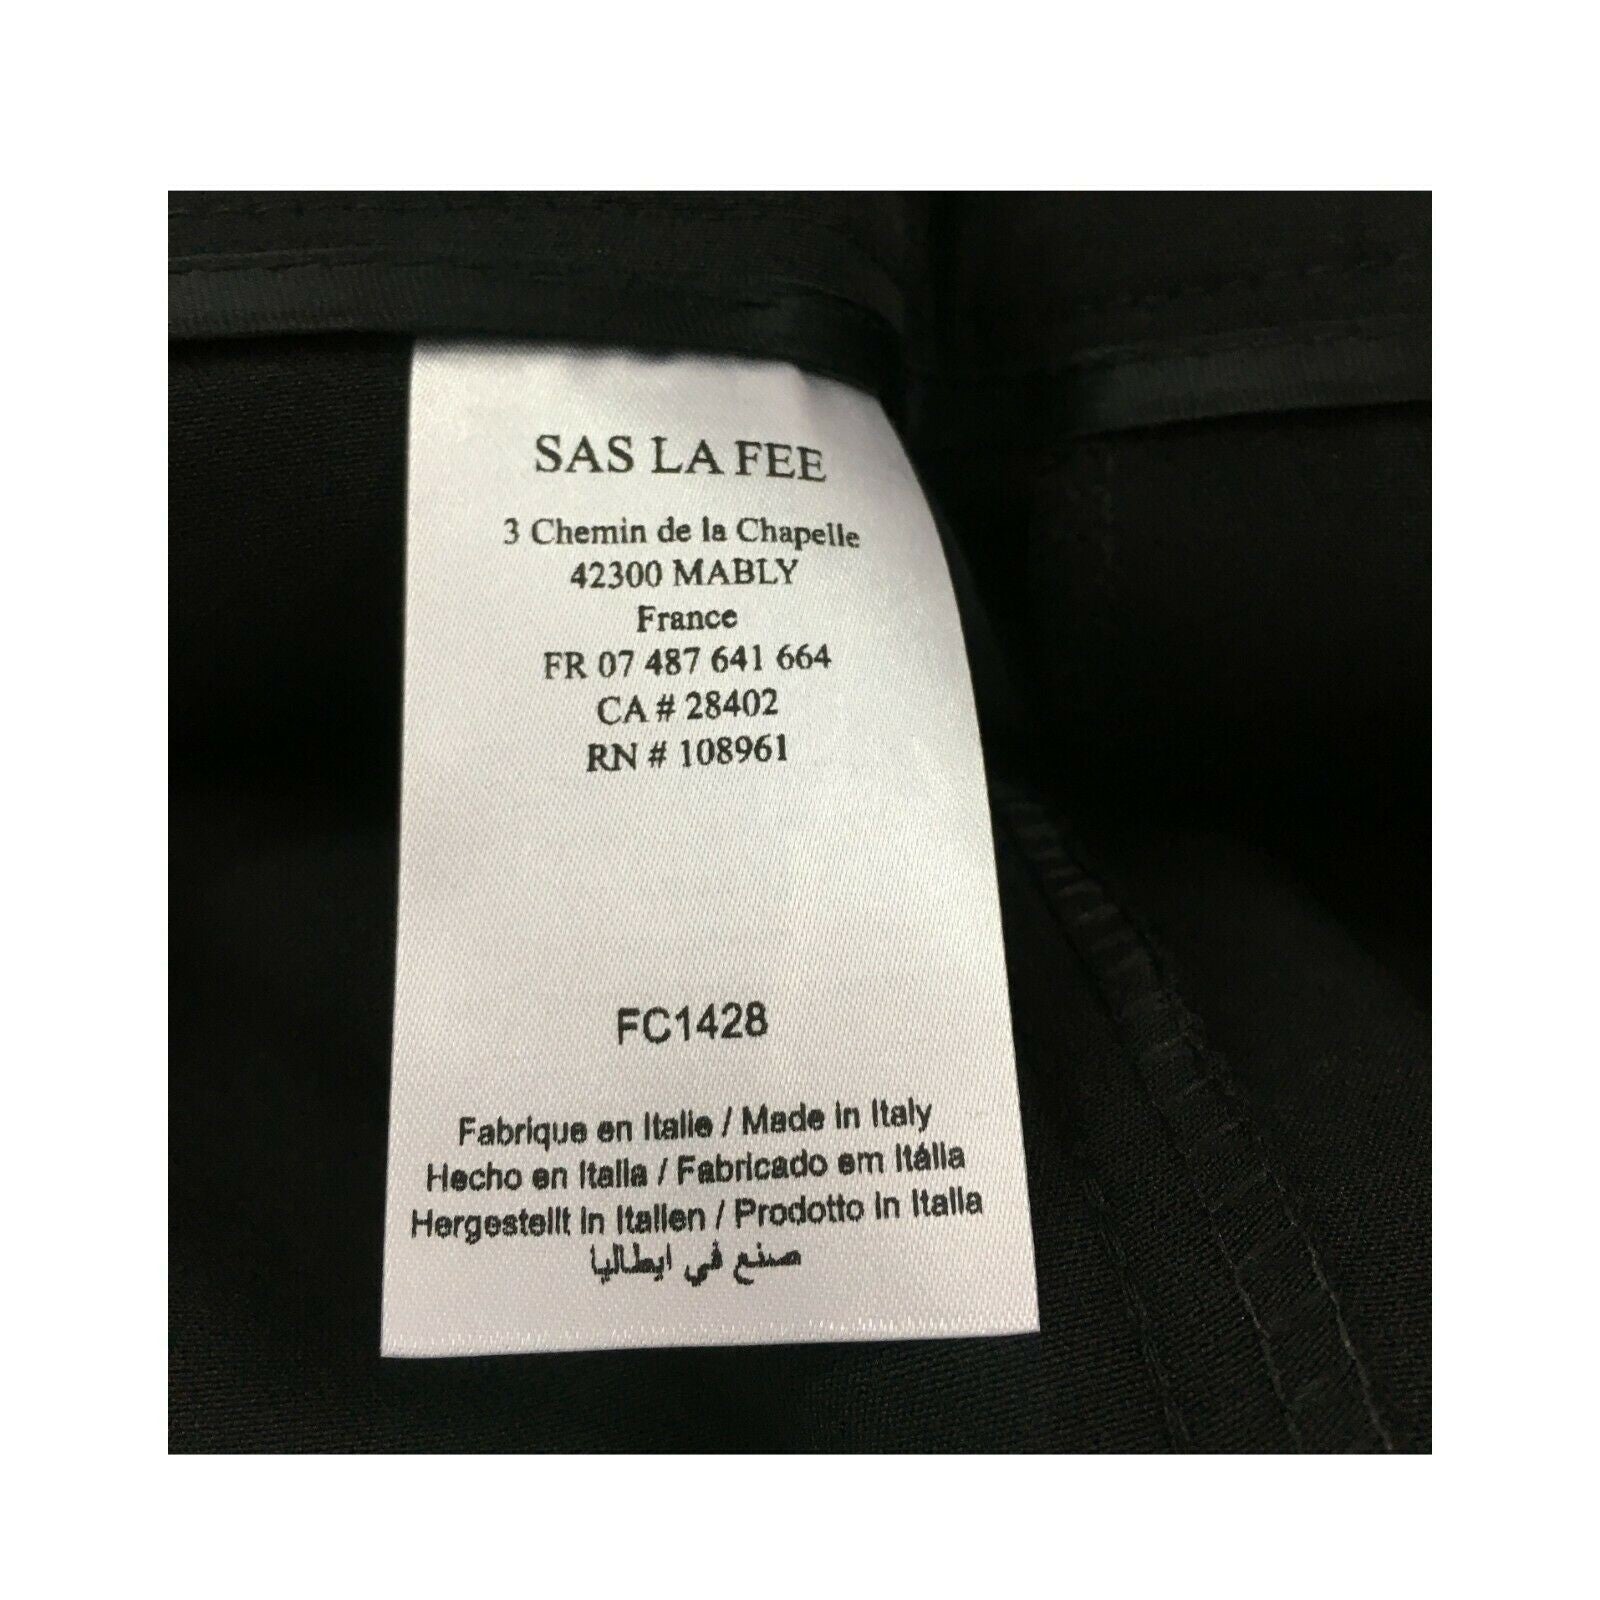 SAS LA FEE
3 Chemin de la Chapelle
42300 MABLY
France
FR 07 487 641 664
CA # 28402
RN # 108961
FC1428
Fabrique en Italie / Made in Italy
Hecho en Italia / Fabricado em Itália
Hergestellt in Italien / Prodotto in Italia
صنع في ايطاليا